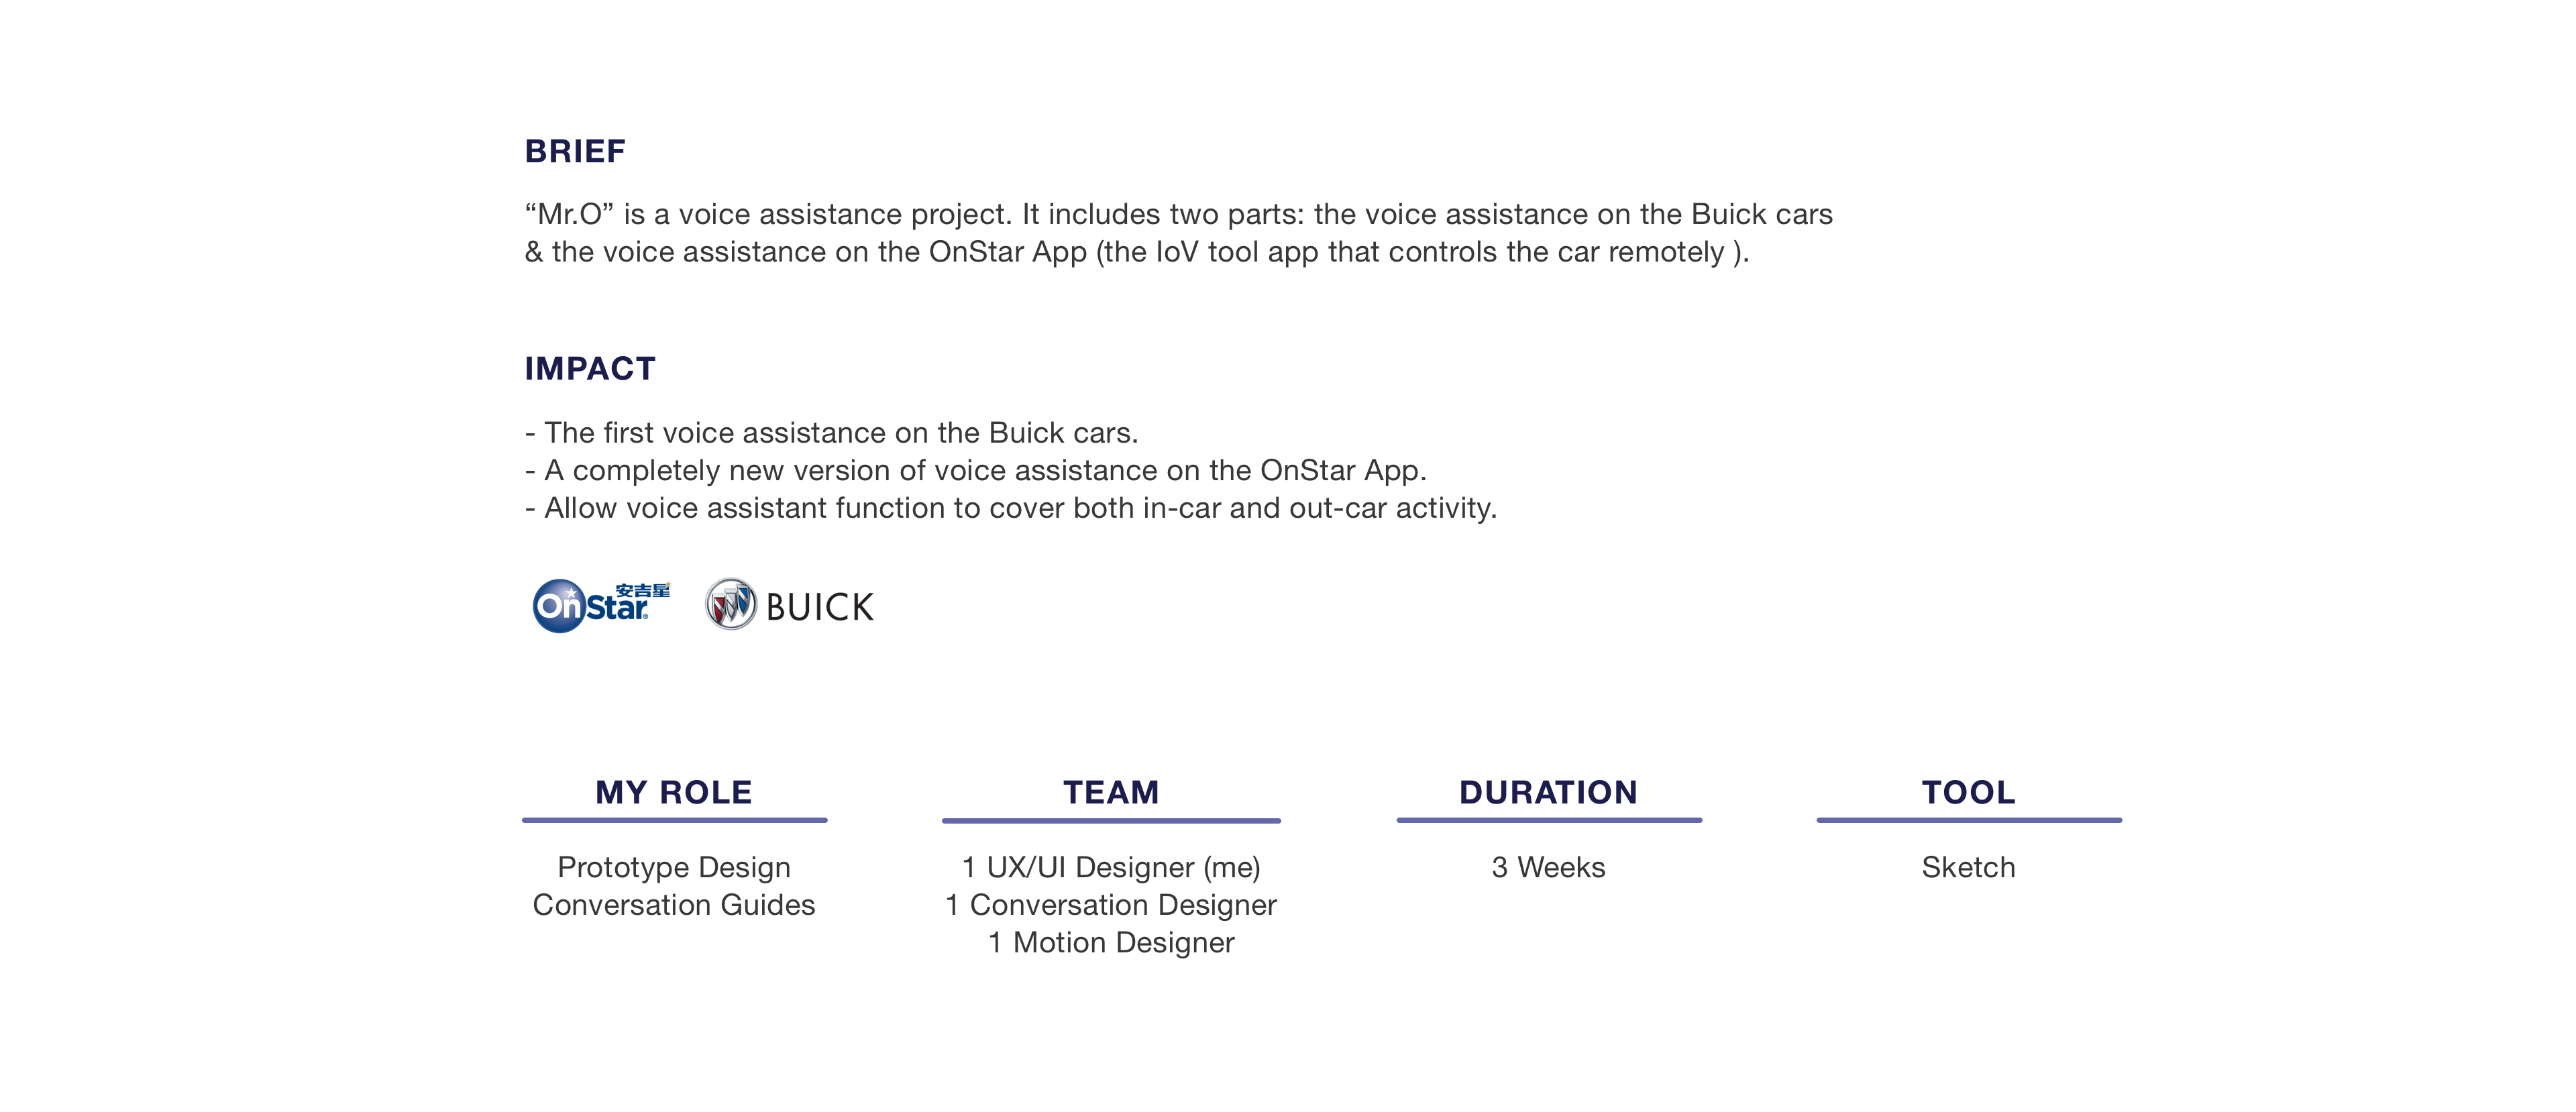 BRIEF
“Mr.O” is a voice assistance project. It includes two parts: the voice assistance on the Buick cars
& the voice assistance on the OnStar App (the IoV tool app that controls the car remotely ).
IMPACT
- The first voice assistance on the Buick cars.
- A completely new version of voice assistance on the OnStar App.
- Allow voice assistant function to cover both in-car and out-car activity.
安吉星
OnStar®
BUICK
MY ROLE
Prototype Design
Conversation Guides
TEAM
1 UX/UI Designer (me)
1 Conversation Designer
1 Motion Designer
DURATION
3 Weeks
TOOL
Sketch